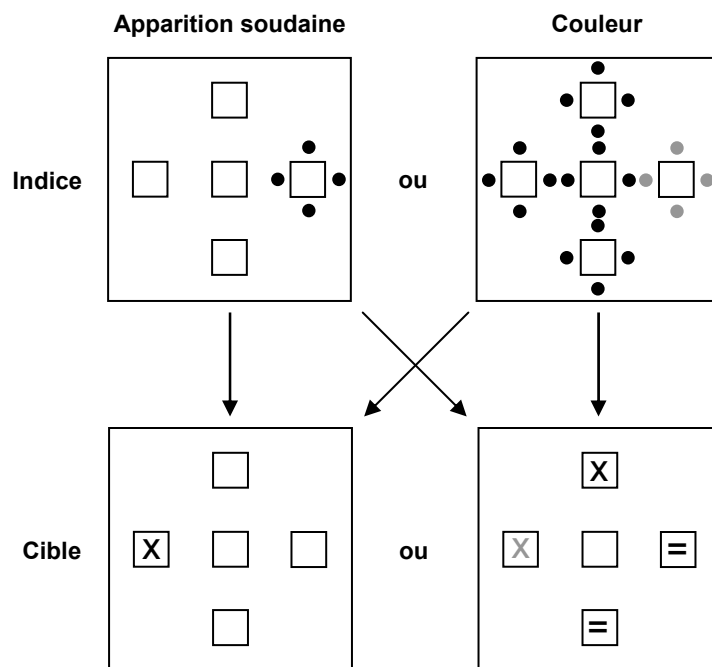 Apparition soudaine Couleur
Indice ou
X
Cible X ou X =
=